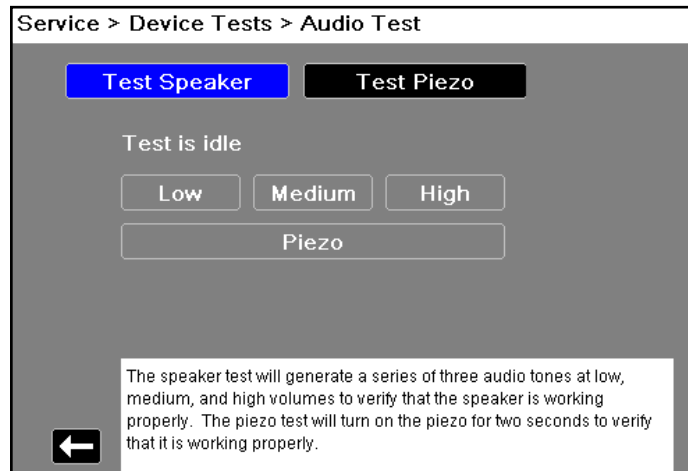 Service > Device Tests > Audio Test
Test Speaker Test Piezo
Test is idle
Low Medium High
Piezo
The speaker test will generate a series of three audio tones at low,
medium, and high volumes to verify that the speaker is working
properly.  The piezo test will turn on the piezo for two seconds to verify
that it is working properly.